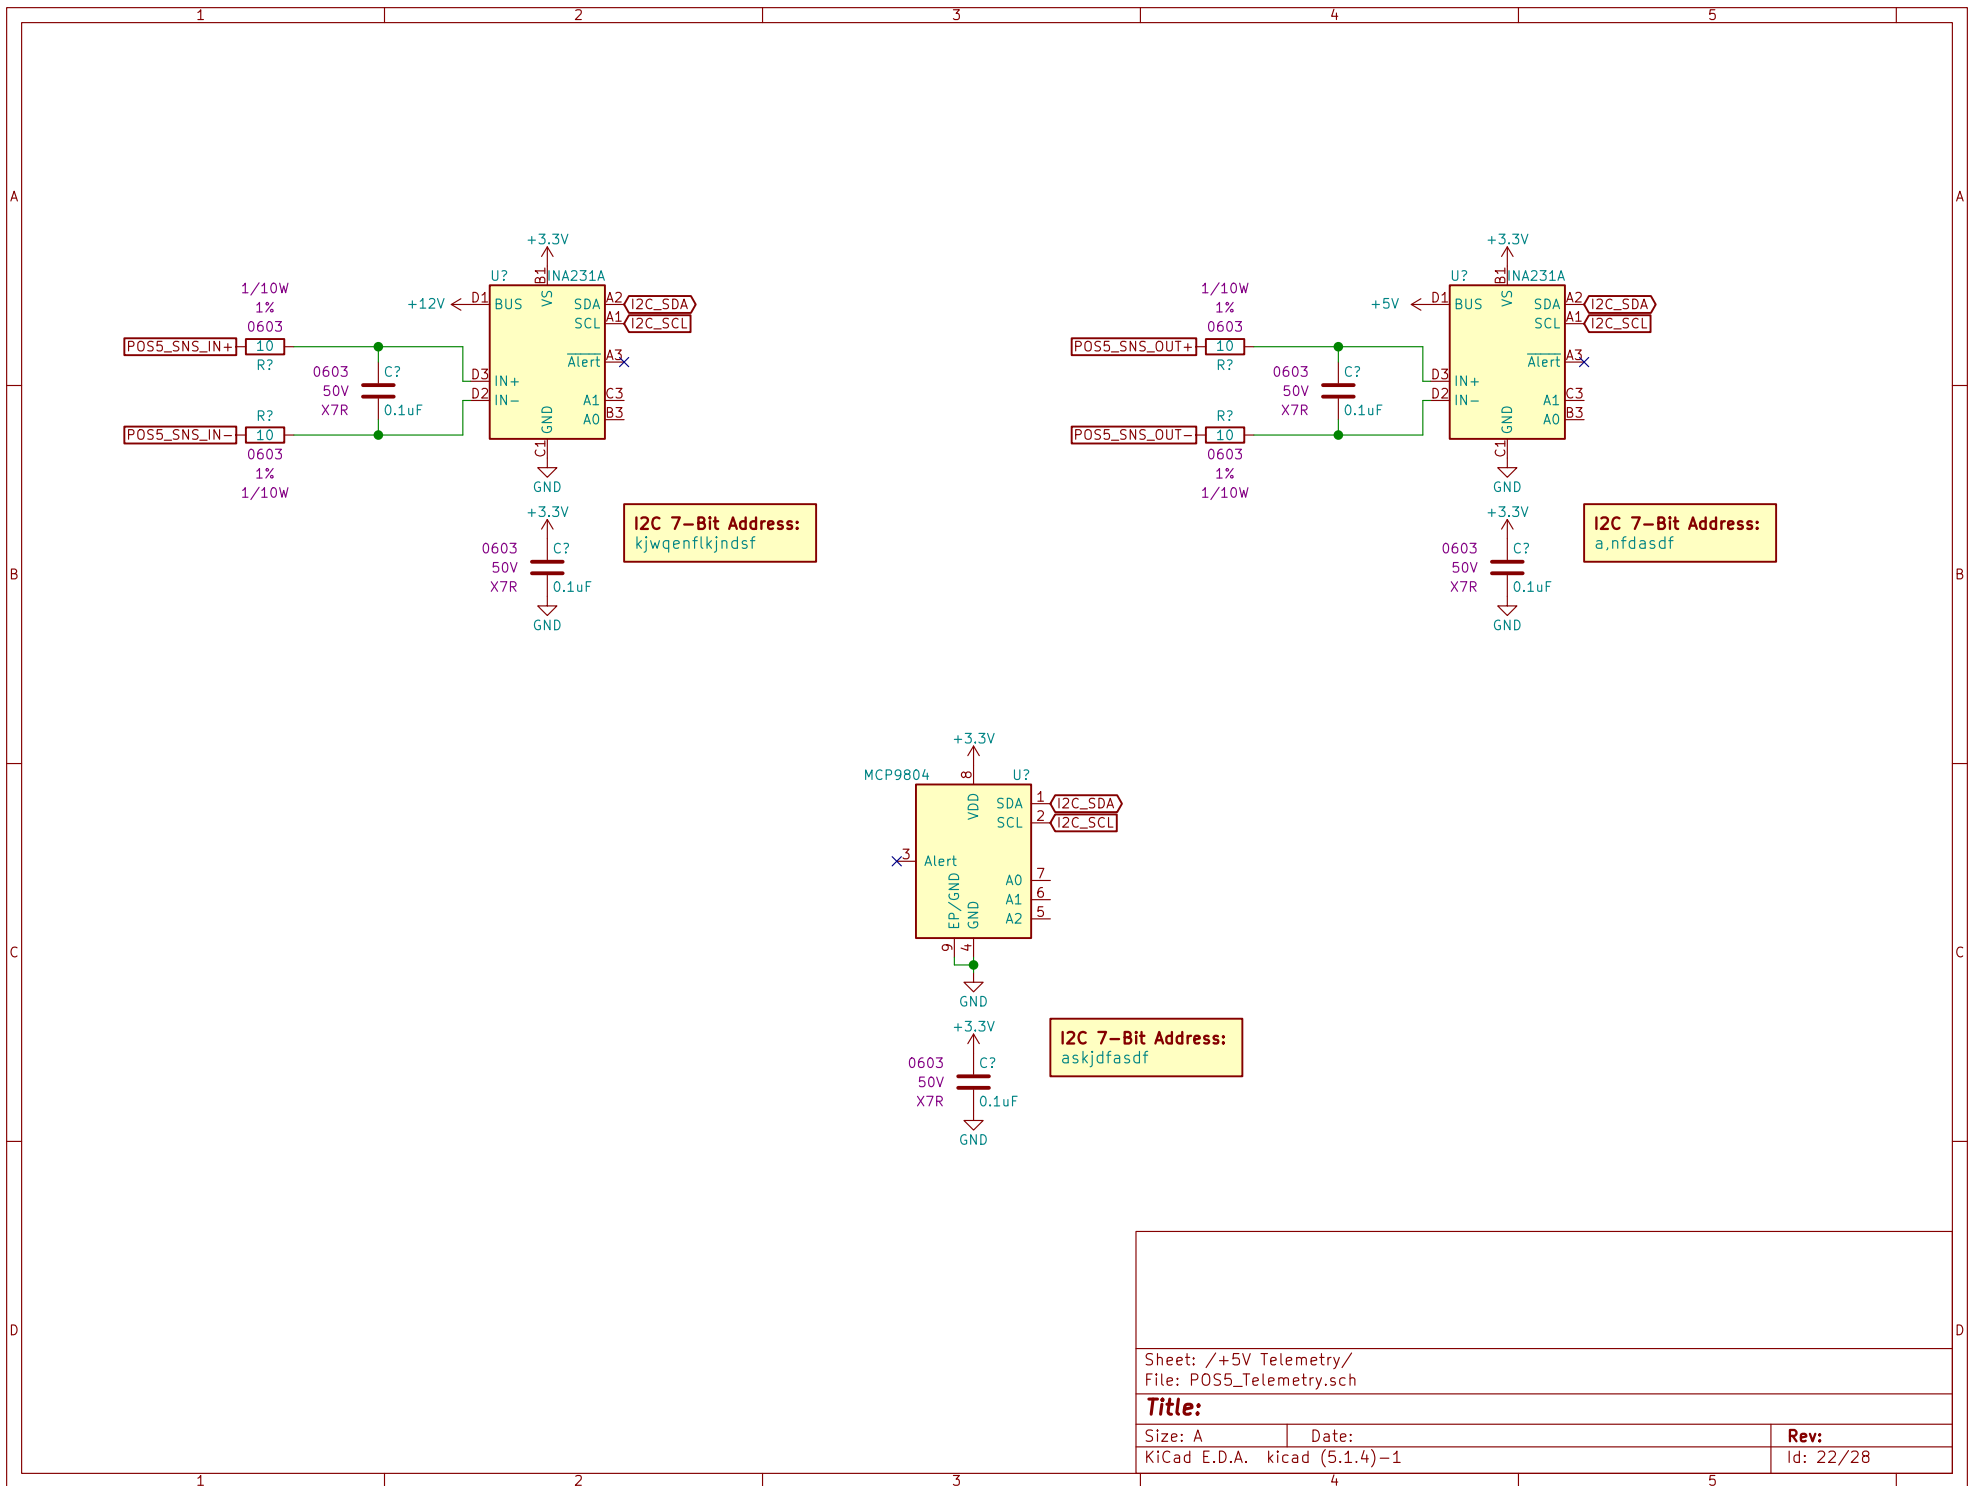 1 2 3 4 5
A A
+3.3V
U? INA231A
B1
VS
+12V D1 BUS
SDA A2 I2C_SDA
SCL A1 I2C_SCL
Alert A3
D3 IN+
D2 IN-
A1 C3
A0 B3
GND
C1
GND
1/10W
1%
0603
POS5_SNS_IN+ 10
R?
0603 C?
50V
X7R 0.1uF
R?
POS5_SNS_IN- 10
0603
1%
1/10W
+3.3V
0603 C?
50V
X7R 0.1uF
GND
I2C 7-Bit Address:
kjwqenflkjndsf
+3.3V
U? INA231A
B1
VS
+5V D1 BUS
SDA A2 I2C_SDA
SCL A1 I2C_SCL
Alert A3
D3 IN+
D2 IN-
A1 C3
A0 B3
GND
C1
GND
1/10W
1%
0603
POS5_SNS_OUT+ 10
R?
0603 C?
50V
X7R 0.1uF
R?
POS5_SNS_OUT- 10
0603
1%
1/10W
+3.3V
0603 C?
50V
X7R 0.1uF
GND
I2C 7-Bit Address:
a,nfdasdf
B B
+3.3V
MCP9804 U?
8
VDD
SDA 1 I2C_SDA
SCL 2 I2C_SCL
3 Alert
A0 7
A1 6
A2 5
EP/GND
GND
9 4
GND
C C
+3.3V
0603 C?
50V
X7R 0.1uF
GND
I2C 7-Bit Address:
askjdfasdf
D D
Sheet: /+5V Telemetry/
File: POS5_Telemetry.sch
Title:
Size: A Date: Rev:
KiCad E.D.A. kicad (5.1.4)-1 Id: 22/28
1 2 3 4 5